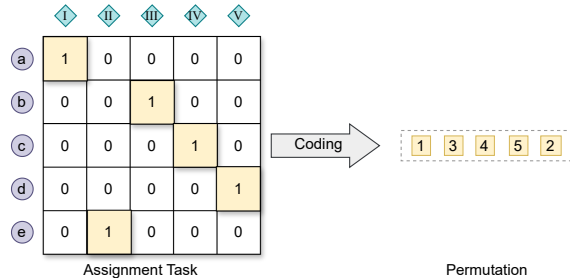 I II III IV V
a 1 0 0 0 0
b 0 0 1 0 0
c 0 0 0 1 0
d 0 0 0 0 1
e 0 1 0 0 0
Coding
1 3 4 5 2
Assignment Task
Permutation